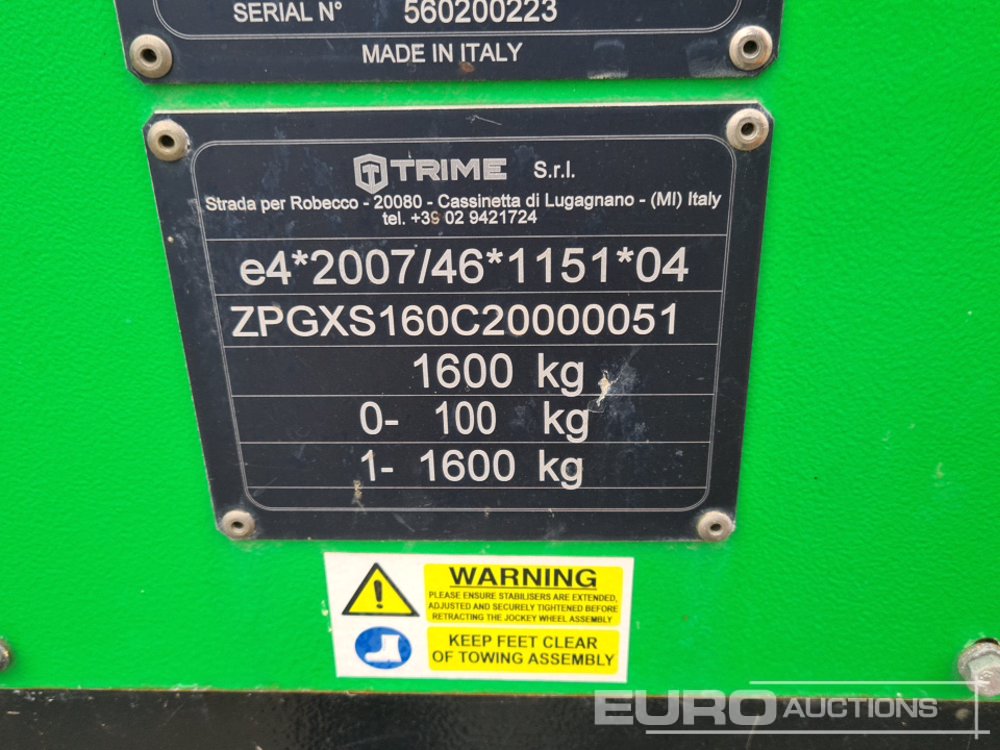 SERIAL N° 560200223
MADE IN ITALY
TRIME S.r.l.
Strada per Robecco - 20080 - Cassinetta di Lugagnano - (MI) Italy
tel. +39 02 9421724
e4*2007/46*1151*04
ZPGXS160C20000051
1600 kg
0- 100 kg
1- 1600 kg
WARNING
PLEASE ENSURE STABILISERS ARE EXTENDED,
ADJUSTED AND SECURELY TIGHTENED BEFORE
RETRACTING THE JOCKEY WHEEL ASSEMBLY
KEEP FEET CLEAR
OF TOWING ASSEMBLY
EURO AUCTIONS